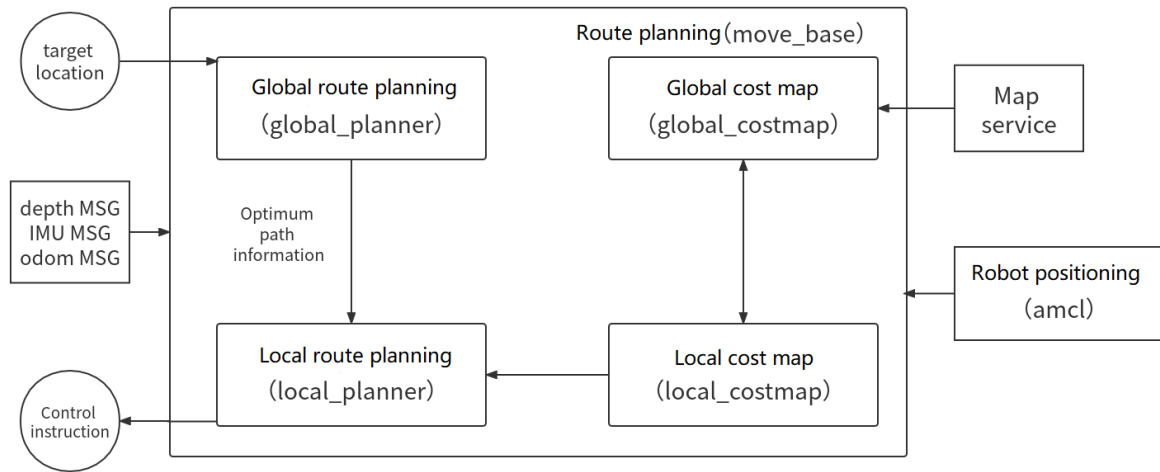 target
location
Route planning(move_base)
Global route planning
(global_planner)
Global cost map
(global_costmap)
Map
service
depth MSG
IMU MSG
odom MSG
Optimum
path
information
Robot positioning
(amcl)
Local route planning
(local_planner)
Local cost map
(local_costmap)
Control
instruction